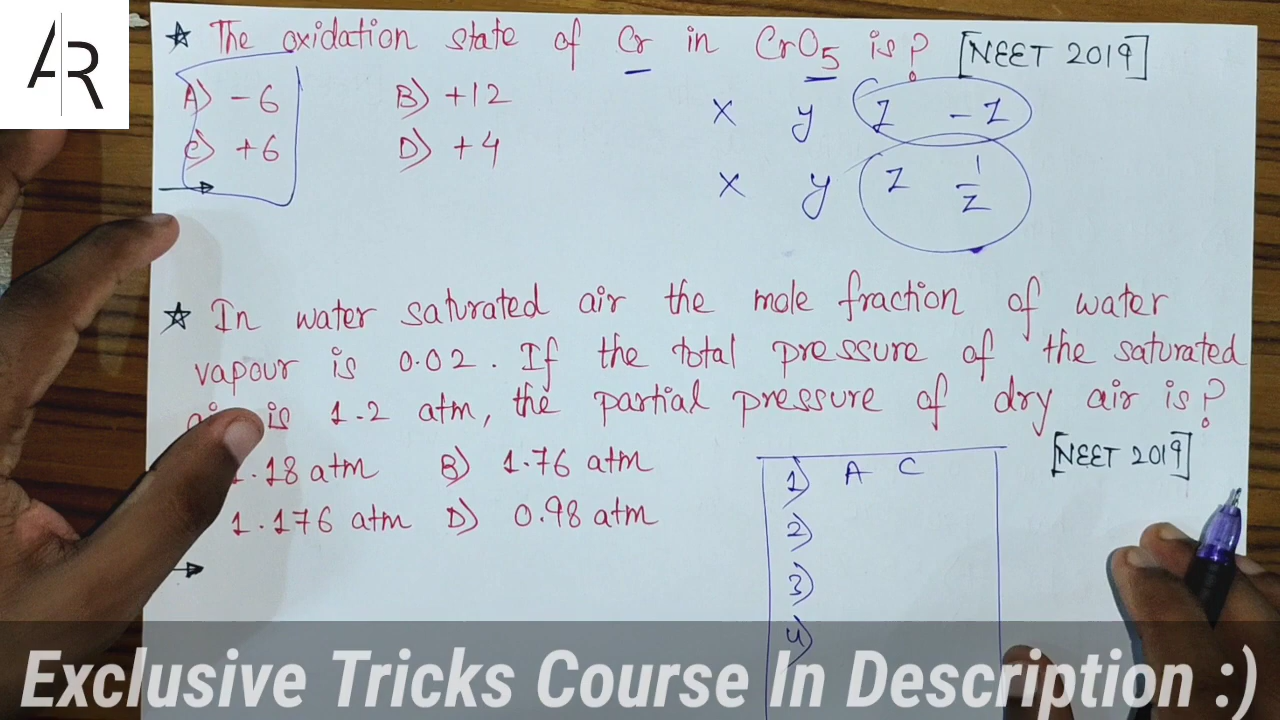 AR
☆ The oxidation state of Cr in CrO5 is? [NEET 2019]
A) -6 B) +12
C) +6 D) +4
x y z -z
x y z 1/z
☆ In water saturated air the mole fraction of water
vapour is 0.02. If the total pressure of the saturated
is 1.2 atm, the partial pressure of dry air is?
[NEET 2019]
1.18 atm B) 1.76 atm
1.176 atm D) 0.98 atm
1) A C
2)
3)
4)
Exclusive Tricks Course In Description :)